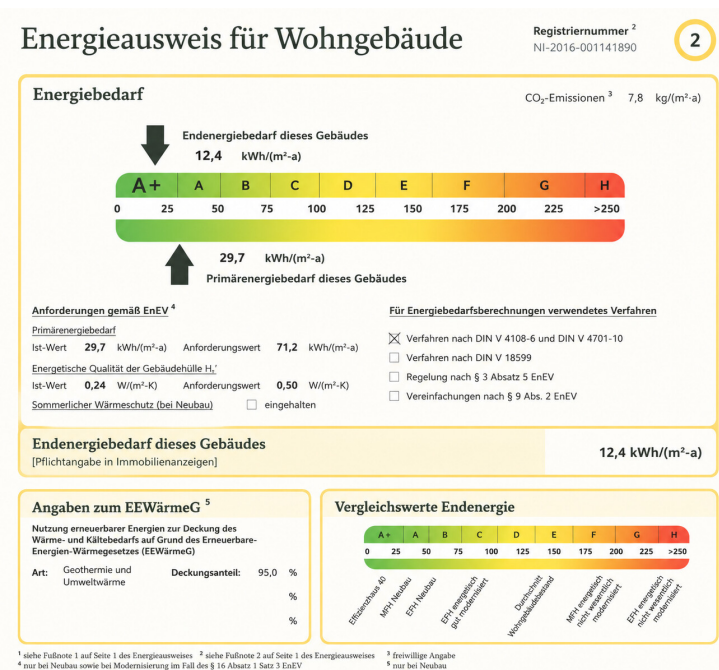 Energieausweis für Wohngebäude
Registriernummer ²
NI-2016-001141890
2
Energiebedarf
CO₂-Emissionen ³ 7,8 kg/(m²·a)
Endenergiebedarf dieses Gebäudes
12,4 kWh/(m²-a)
A+ A B C D E F G H
0 25 50 75 100 125 150 175 200 225 >250
29,7 kWh/(m²-a)
Primärenergiebedarf dieses Gebäudes
Anforderungen gemäß EnEV ⁴
Primärenergiebedarf
Ist-Wert 29,7 kWh/(m²-a) Anforderungswert 71,2 kWh/(m²-a)
Energetische Qualität der Gebäudehülle Hₜ'
Ist-Wert 0,24 W/(m²-K) Anforderungswert 0,50 W/(m²-K)
Sommerlicher Wärmeschutz (bei Neubau) eingehalten
Für Energiebedarfsberechnungen verwendetes Verfahren
Verfahren nach DIN V 4108-6 und DIN V 4701-10
Verfahren nach DIN V 18599
Regelung nach § 3 Absatz 5 EnEV
Vereinfachungen nach § 9 Abs. 2 EnEV
Endenergiebedarf dieses Gebäudes
[Pflichtangabe in Immobilienanzeigen]
12,4 kWh/(m²-a)
Angaben zum EEWärmeG ⁵
Nutzung erneuerbarer Energien zur Deckung des
Wärme- und Kältebedarfs auf Grund des Erneuerbare-
Energien-Wärmegesetzes (EEWärmeG)
Art: Geothermie und
Umweltwärme
Deckungsanteil: 95,0 %
%
%
Vergleichswerte Endenergie
A+ A B C D E F G H
0 25 50 75 100 125 150 175 200 225 >250
Effizienzhaus 40
MFH Neubau
EFH Neubau
EFH energetisch
gut modernisiert
Durchschnitt
Wohngebäudebestand
MFH energetisch
nicht wesentlich
modernisiert
EFH energetisch
nicht wesentlich
modernisiert
¹ siehe Fußnote 1 auf Seite 1 des Energieausweises ² siehe Fußnote 2 auf Seite 1 des Energieausweises ³ freiwillige Angabe
⁴ nur bei Neubau sowie bei Modernisierung im Fall des § 16 Absatz 1 Satz 3 EnEV ⁵ nur bei Neubau